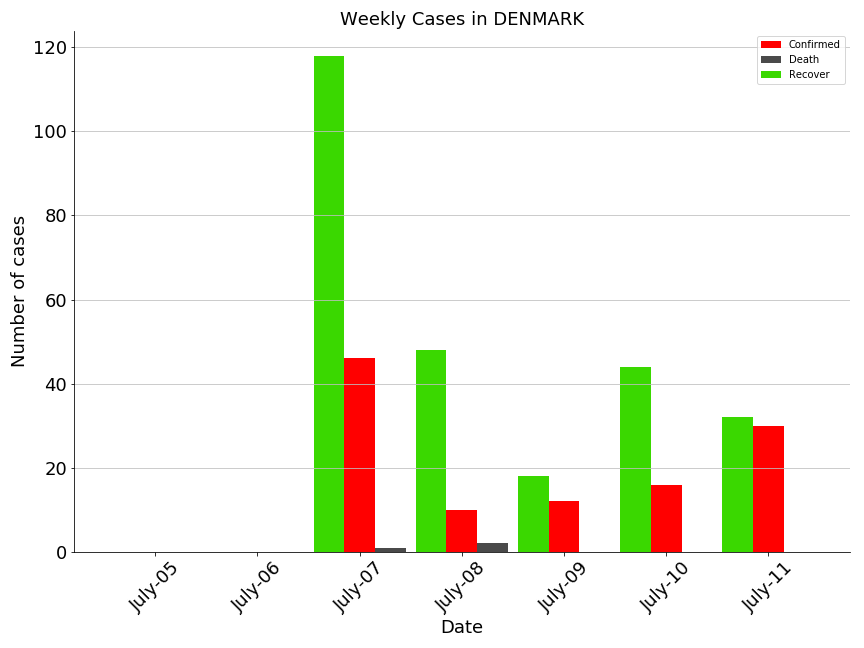 Weekly Cases in DENMARK
Confirmed
Death
Recover
Number of cases
120
100
80
60
40
20
0
July-05
July-06
July-07
July-08
July-09
July-10
July-11
Date